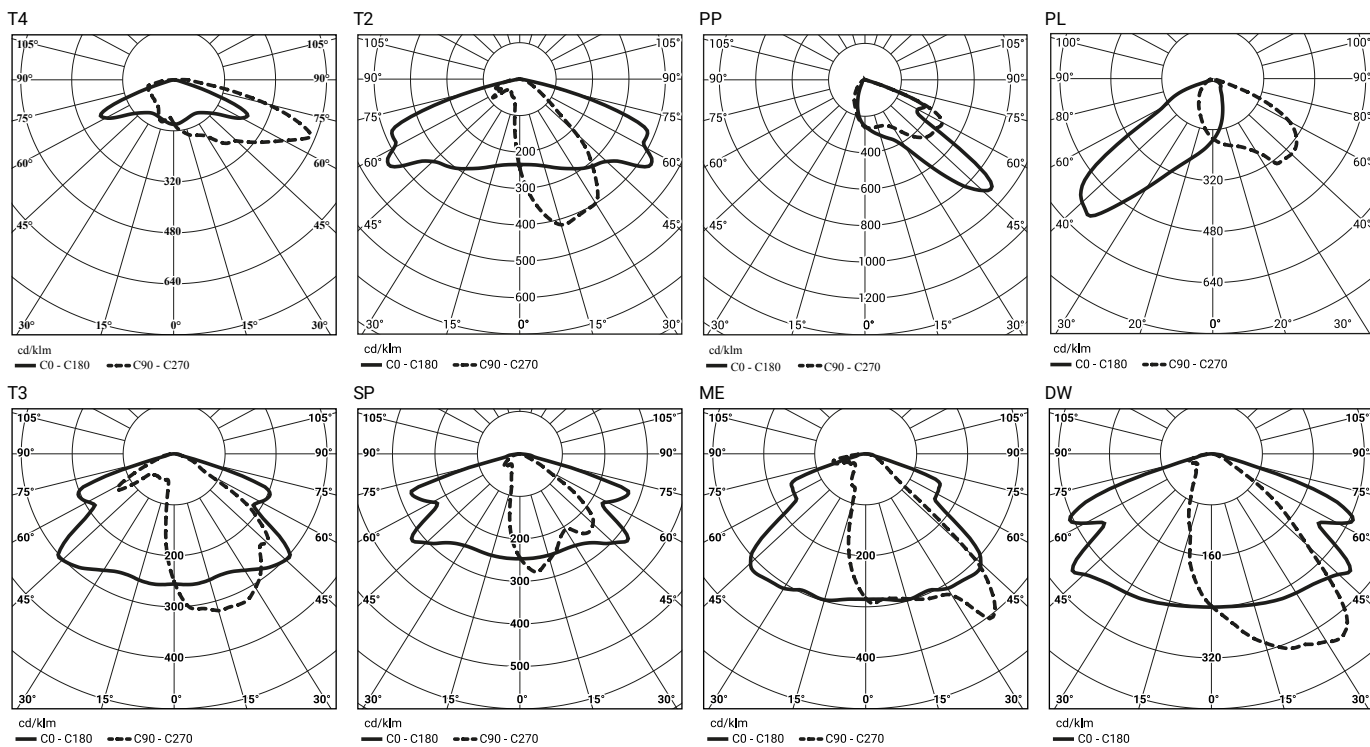 T4
105° 105°
90° 90°
75° 75°
60° 60°
320
45° 45°
480
640
30° 15° 0° 15° 30°
cd/klm
C0 - C180 C90 - C270
T2
105° 105°
90° 90°
75° 75°
200
60° 60°
300
400
45° 45°
500
600
30° 15° 0° 15° 30°
cd/klm
C0 - C180 C90 - C270
PP
105° 105°
90° 90°
75° 75°
400
60° 60°
600
800
45° 45°
1000
1200
30° 15° 0° 15° 30°
cd/klm
C0 - C180 C90 - C270
PL
100° 100°
90° 90°
80° 80°
60° 60°
320
40° 40°
480
640
30° 20° 0° 20° 30°
cd/klm
C0 - C180 C90 - C270
T3
105° 105°
90° 90°
75° 75°
60° 60°
200
300
45° 45°
400
30° 15° 0° 15° 30°
cd/klm
C0 - C180 C90 - C270
SP
105° 105°
90° 90°
75° 75°
200
60° 60°
300
400
45° 45°
500
30° 15° 0° 15° 30°
cd/klm
C0 - C180 C90 - C270
ME
105° 105°
90° 90°
75° 75°
60° 60°
200
45° 45°
400
30° 15° 0° 15° 30°
cd/klm
C0 - C180 C90 - C270
DW
105° 105°
90° 90°
75° 75°
60° 60°
160
45° 45°
320
30° 15° 0° 15° 30°
cd/klm
C0 - C180